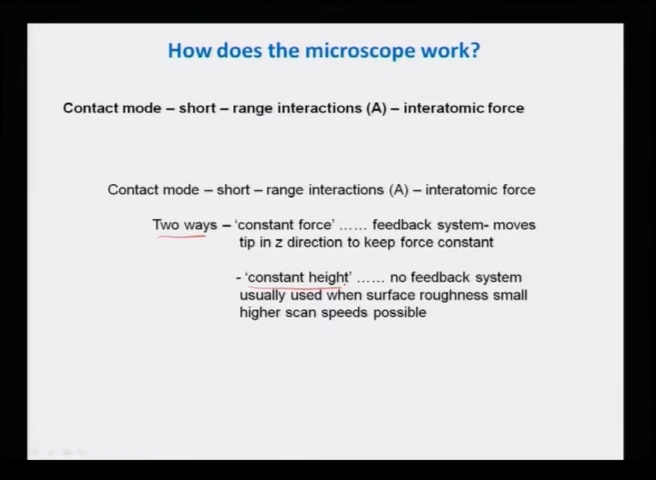 How does the microscope work?
Contact mode – short – range interactions (A) – interatomic force
Contact mode – short – range interactions (A) – interatomic force
Two ways – ‘constant force’ …… feedback system- moves
tip in z direction to keep force constant
- ‘constant height’ …… no feedback system
usually used when surface roughness small
higher scan speeds possible